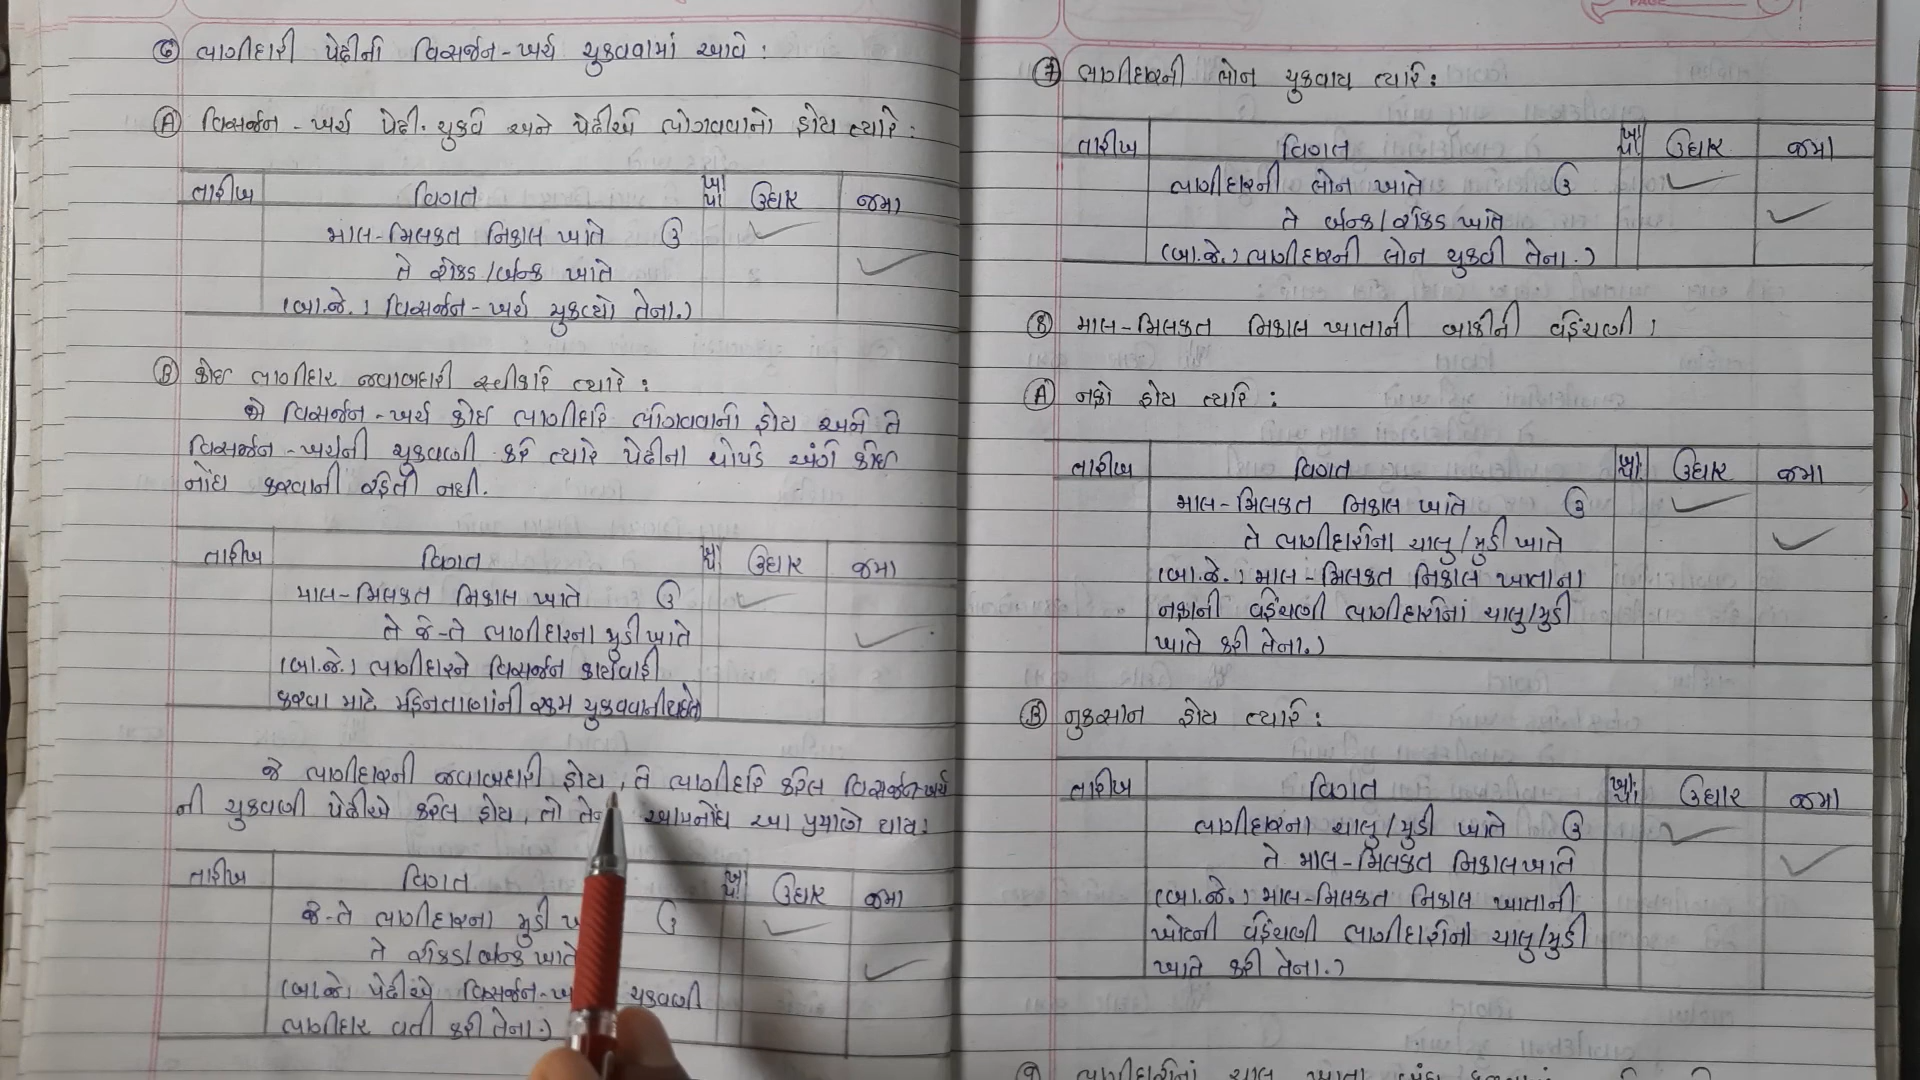 ⑥ ભાગીદારી પેઢીની વિસર્જન-ખર્ચ ચુકવવામાં આવે :
Ⓐ વિસર્જન-ખર્ચ પેઢી ચુકવે અને પેઢીએ ભોગવવાનો હોય ત્યારે :
તારીખ વિગત ખા. પા. ઉધાર જમા
માલ-મિલકત નિકાલ ખાતે ઉ ✓
તે રોકડ/બેન્ક ખાતે ✓
(બા.જે. : વિસર્જન-ખર્ચ ચુકવ્યો તેના.)
Ⓑ કોઈ ભાગીદાર જવાબદારી સ્વીકારે ત્યારે :
જો વિસર્જન-ખર્ચ કોઈ ભાગીદારે ભોગવવાનો હોય અને તે
વિસર્જન-ખર્ચની ચુકવણી કરે ત્યારે પેઢીના ચોપડે અંગે કોઈ
નોંધ કરવાની રહેતી નથી.
તારીખ વિગત ખા. પા. ઉધાર જમા
માલ-મિલકત નિકાલ ખાતે ઉ ✓
તે જે-તે ભાગીદારના મુડી ખાતે ✓
(બા.જે. : ભાગીદારને વિસર્જન કાર્યવાહી
કરવા માટે મહેનતાણાંની રકમ ચુકવવાની
જે ભાગીદારની જવાબદારી હોય, તે ભાગીદારે કરેલ વિસર્જન-ખર્ચ
ની ચુકવણી પેઢીએ કરેલ હોય, તો આમનોંધ આ પ્રમાણે થાય :
તારીખ વિગત ખા. પા. ઉધાર જમા
જે-તે ભાગીદારના મુડી ઉ ✓
તે રોકડ/બેન્ક ખાતે ✓
(બા.જે. પેઢીએ વિસર્જન- ચુકવણી
ભાગીદાર વતી કરી તેના.)
⑦ ભાગીદારની લોન ચુકવાય ત્યારે :
તારીખ વિગત ખા. પા. ઉધાર જમા
ભાગીદારની લોન ખાતે ઉ ✓
તે બેન્ક/રોકડ ખાતે ✓
(બા.જે. : ભાગીદારની લોન ચુકવી તેના.)
⑧ માલ-મિલકત નિકાલ ખાતાની બાકીની વહેંચણી :
Ⓐ નફો હોય ત્યારે :
તારીખ વિગત ખા. પા. ઉધાર જમા
માલ-મિલકત નિકાલ ખાતે ઉ ✓
તે ભાગીદારોના ચાલુ/મુડી ખાતે ✓
(બા.જે. : માલ-મિલકત નિકાલ ખાતાના
નફાની વહેંચણી ભાગીદારોનાં ચાલુ/મુડી
ખાતે કરી તેના.)
Ⓑ નુકસાન હોય ત્યારે :
તારીખ વિગત ખા. પા. ઉધાર જમા
ભાગીદારના ચાલુ/મુડી ખાતે ઉ ✓
તે માલ-મિલકત નિકાલ ખાતે ✓
(બા.જે. : માલ-મિલકત નિકાલ ખાતાની
ખોટની વહેંચણી ભાગીદારોના ચાલુ/મુડી
ખાતે કરી તેના.)
ભાગીદારોનાં ચાલુ ખાતા